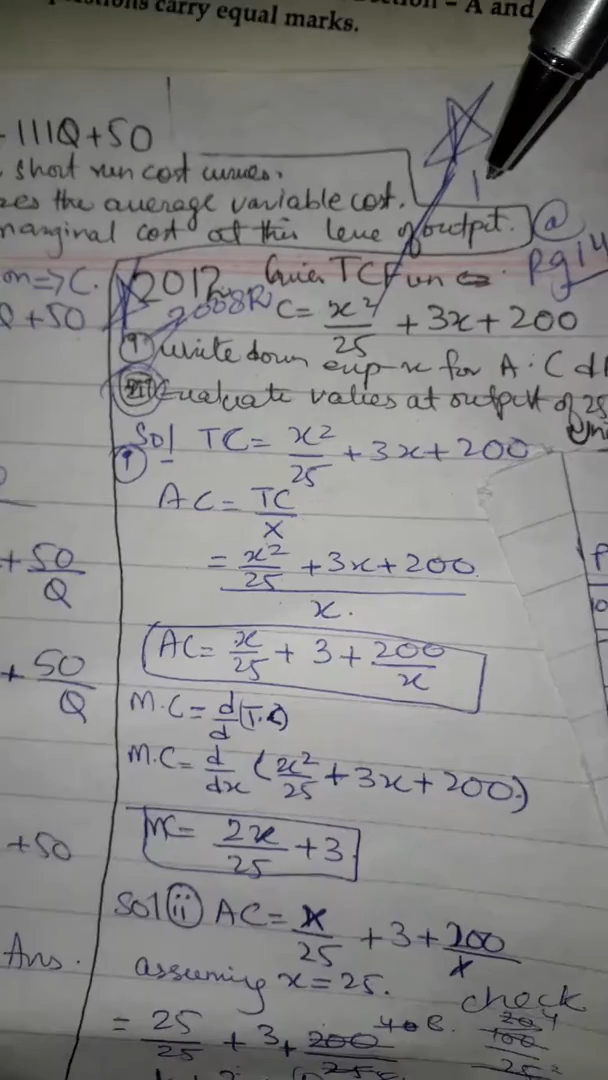 carry equal marks.
- A and
- 111Q+50
short run cost curves.
the average variable cost.
marginal cost at this leve of output.
on => C.
Q +50
2012 Given TC Fun
2008R C= x²/25 + 3x + 200
(i) Write down exp-n for A.C
(ii) Evaluate values at output of 25
Sol TC= x²/25 + 3x + 200
(i)
AC = TC/x
= (x²/25 + 3x + 200)/x.
+ 50/Q
AC= x/25 + 3 + 200/x
+ 50/Q
M.C = d/d (T.C)
M.C = d/dx (x²/25 + 3x + 200)
+50
MC= 2x/25 + 3
Sol (ii) AC = x/25 + 3 + 200/x
Ans.
assuming x = 25.
check
= 25/25 + 3 + 200/25